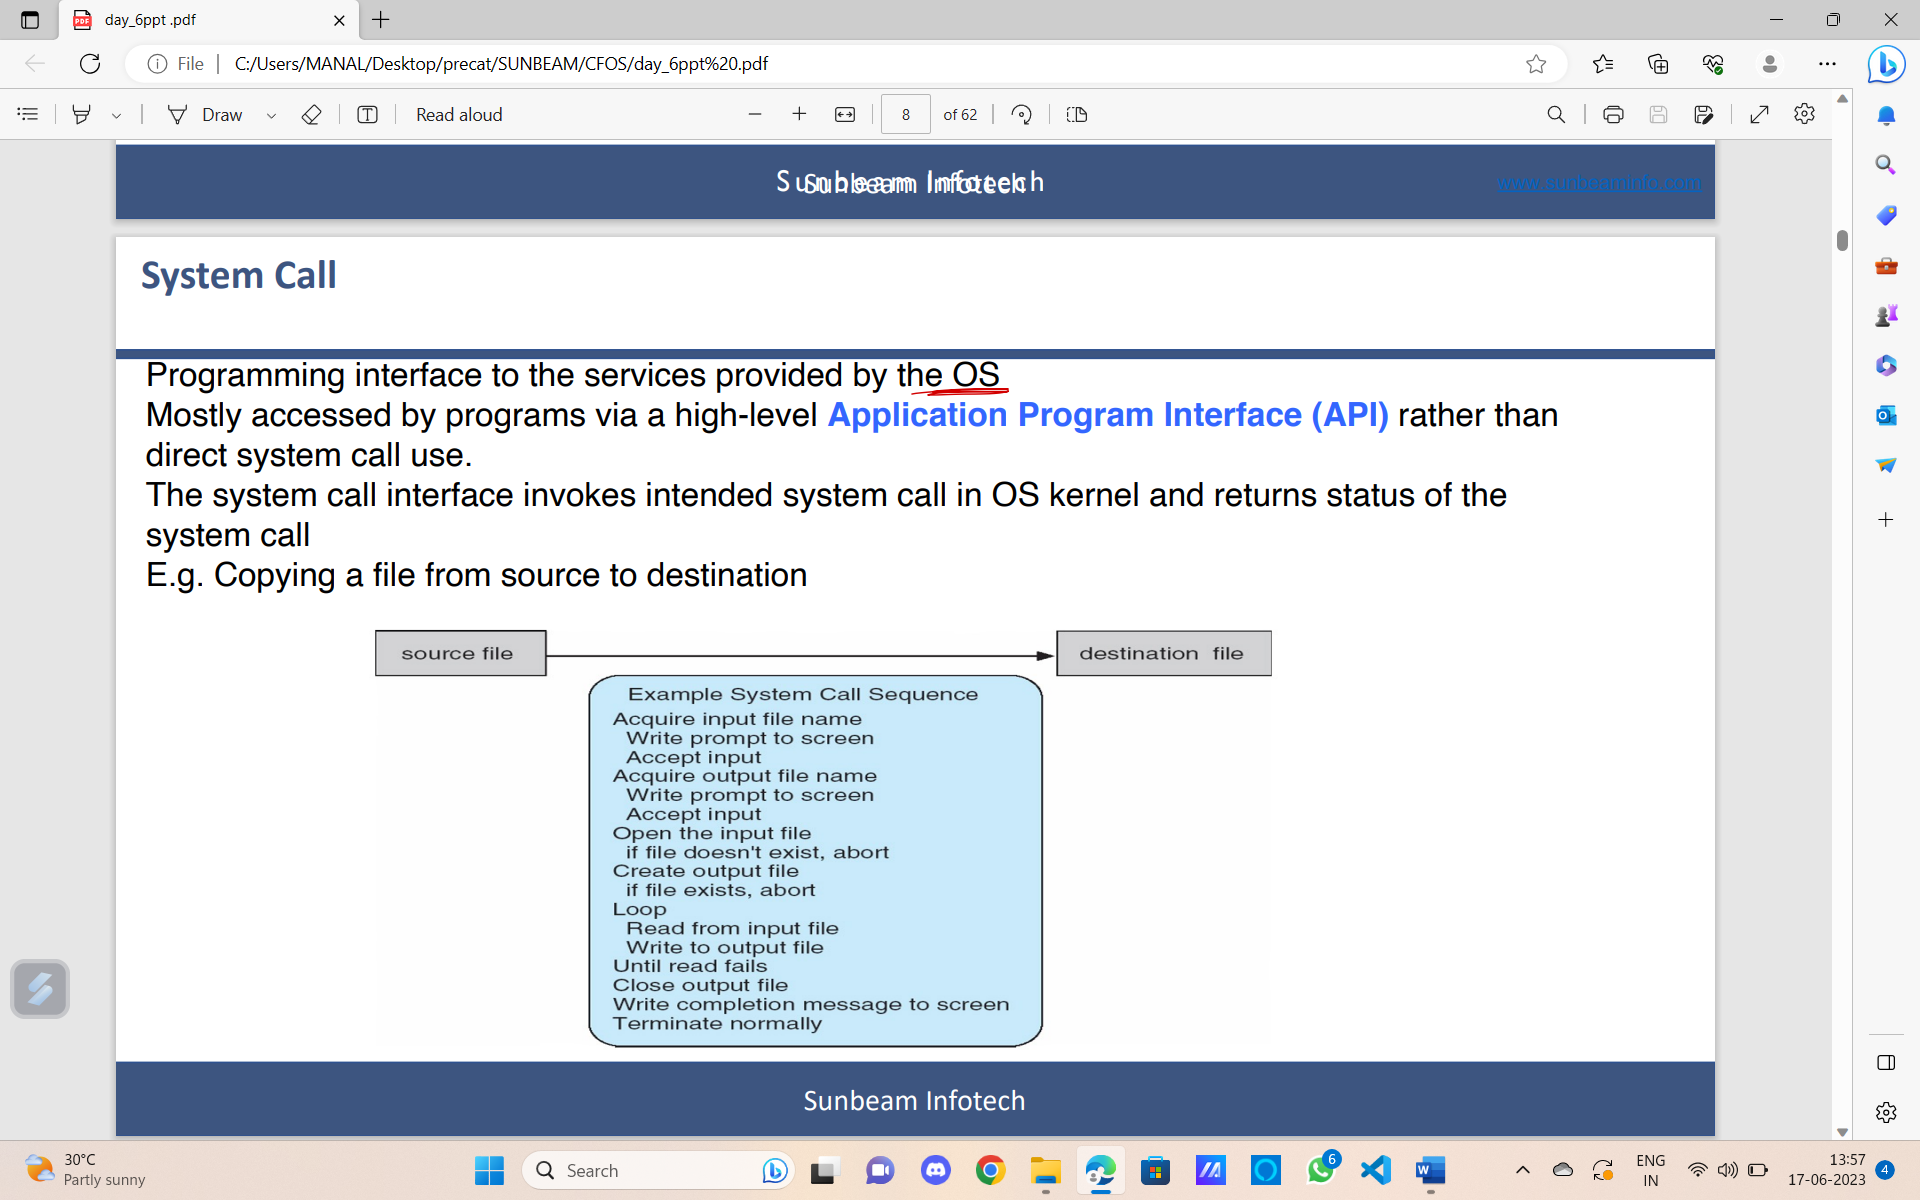 day_6ppt .pdf
File
C:/Users/MANAL/Desktop/precat/SUNBEAM/CFOS/day_6ppt%20.pdf
Draw
Read aloud
8
of 62
Sunbeam Infotech
Sunbeam Infotech
www.sunbeaminfo.com
System Call
Programming interface to the services provided by the OS
Mostly accessed by programs via a high-level Application Program Interface (API) rather than
direct system call use.
The system call interface invokes intended system call in OS kernel and returns status of the
system call
E.g. Copying a file from source to destination
source file
destination file
Example System Call Sequence
Acquire input file name
Write prompt to screen
Accept input
Acquire output file name
Write prompt to screen
Accept input
Open the input file
if file doesn't exist, abort
Create output file
if file exists, abort
Loop
Read from input file
Write to output file
Until read fails
Close output file
Write completion message to screen
Terminate normally
Sunbeam Infotech
30°C
Partly sunny
Search
6
ENG
IN
13:57
17-06-2023
4